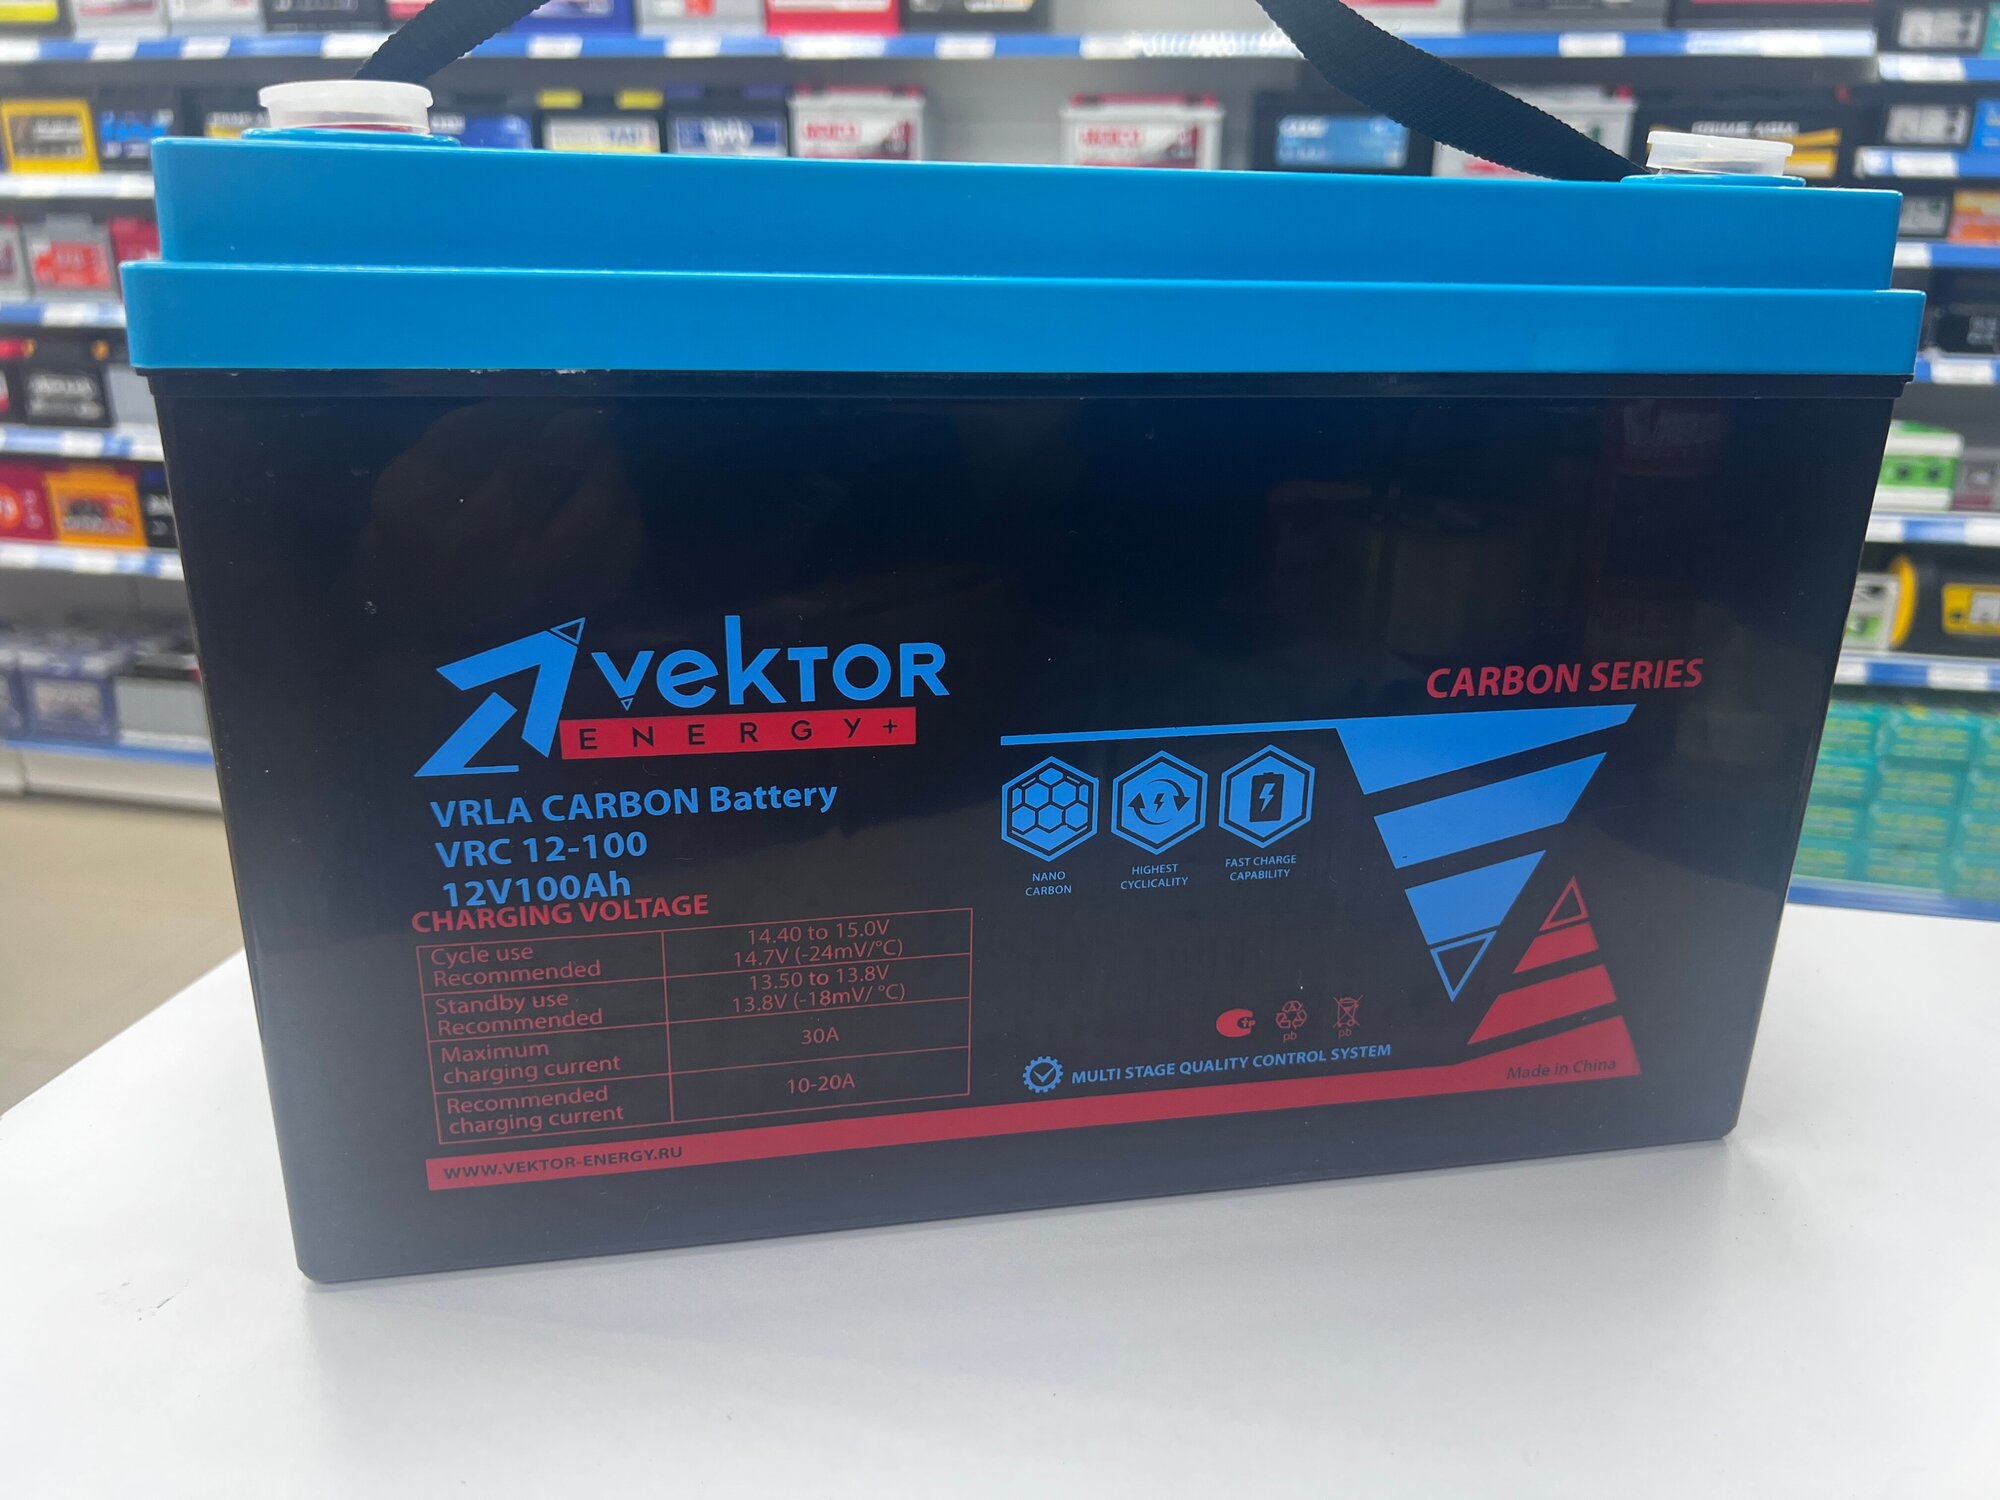 vekTOR
ENERGY+
VRLA CARBON Battery
VRC 12-100
12V100Ah
CHARGING VOLTAGE
Cycle use
Recommended
14.40 to 15.0V
14.7V (-24mV/°C)
Standby use
Recommended
13.50 to 13.8V
13.8V (-18mV/ °C)
Maximum
charging current
30A
Recommended
charging current
10-20A
WWW.VEKTOR-ENERGY.RU
CARBON SERIES
NANO
CARBON
HIGHEST
CYCLICALITY
FAST CHARGE
CAPABILITY
pb
pb
MULTI STAGE QUALITY CONTROL SYSTEM
Made in China